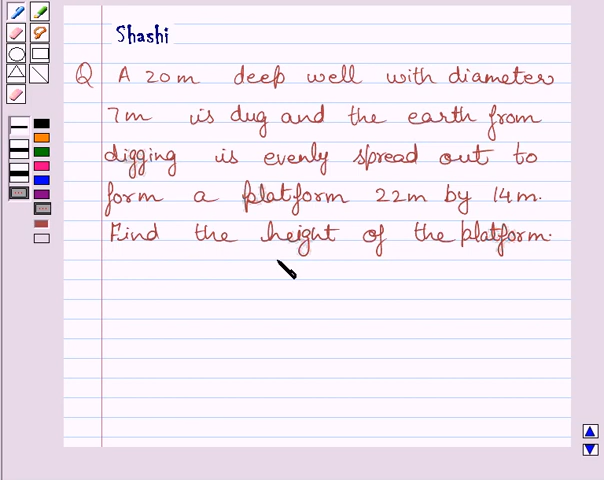 Shashi
Q A 20 m deep well with diameter
7m is dug and the earth from
digging is evenly spread out to
form a platform 22m by 14m.
Find the height of the platform.